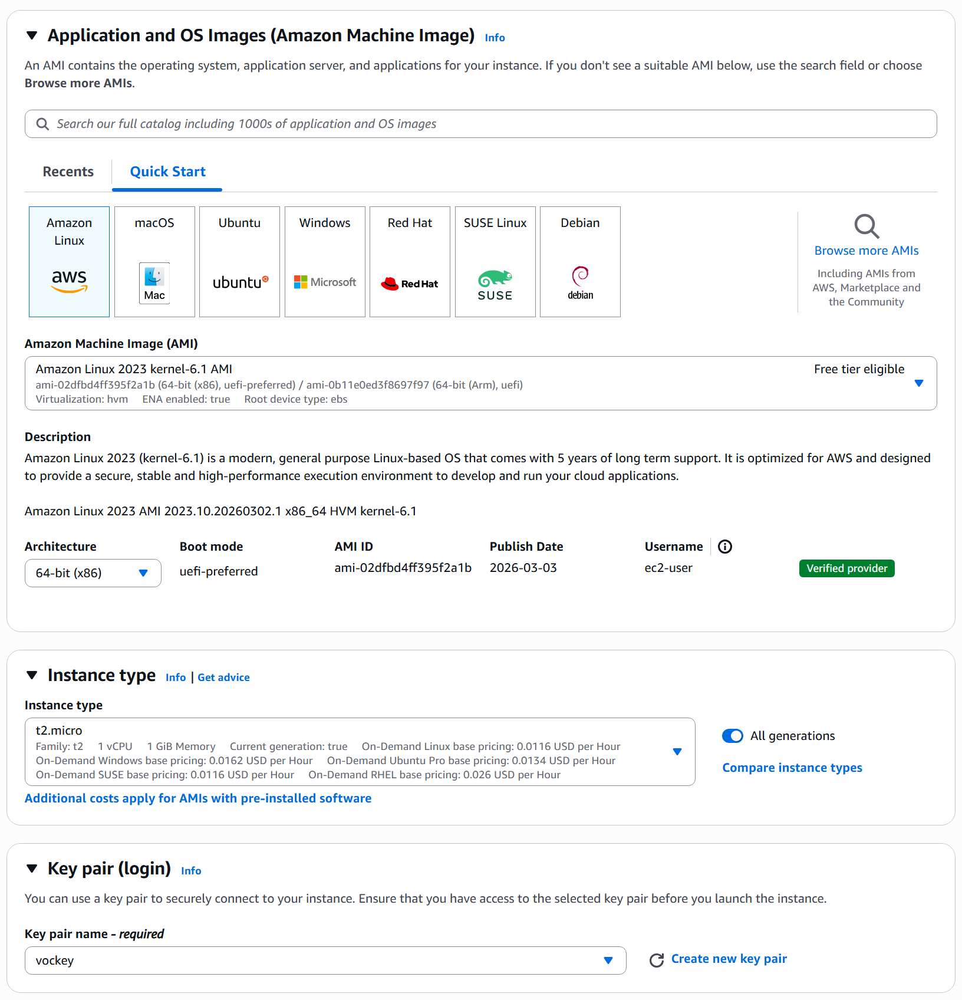 Application and OS Images (Amazon Machine Image) Info
An AMI contains the operating system, application server, and applications for your instance. If you don't see a suitable AMI below, use the search field or choose
Browse more AMIs.
Search our full catalog including 1000s of application and OS images
Recents
Quick Start
Amazon
Linux
aws
macOS
Mac
Ubuntu
ubuntu
Windows
Microsoft
Red Hat
Red Hat
SUSE Linux
SUSE
Debian
debian
Browse more AMIs
Including AMIs from
AWS, Marketplace and
the Community
Amazon Machine Image (AMI)
Amazon Linux 2023 kernel-6.1 AMI
Free tier eligible
ami-02dfbd4ff395f2a1b (64-bit (x86), uefi-preferred) / ami-0b11e0ed3f8697f97 (64-bit (Arm), uefi)
Virtualization: hvm ENA enabled: true Root device type: ebs
Description
Amazon Linux 2023 (kernel-6.1) is a modern, general purpose Linux-based OS that comes with 5 years of long term support. It is optimized for AWS and designed
to provide a secure, stable and high-performance execution environment to develop and run your cloud applications.
Amazon Linux 2023 AMI 2023.10.20260302.1 x86_64 HVM kernel-6.1
Architecture
64-bit (x86)
Boot mode
uefi-preferred
AMI ID
ami-02dfbd4ff395f2a1b
Publish Date
2026-03-03
Username
ec2-user
Verified provider
Instance type Info | Get advice
Instance type
t2.micro
Family: t2 1 vCPU 1 GiB Memory Current generation: true On-Demand Linux base pricing: 0.0116 USD per Hour
On-Demand Windows base pricing: 0.0162 USD per Hour On-Demand Ubuntu Pro base pricing: 0.0134 USD per Hour
On-Demand SUSE base pricing: 0.0116 USD per Hour On-Demand RHEL base pricing: 0.026 USD per Hour
All generations
Compare instance types
Additional costs apply for AMIs with pre-installed software
Key pair (login) Info
You can use a key pair to securely connect to your instance. Ensure that you have access to the selected key pair before you launch the instance.
Key pair name - required
vockey
Create new key pair